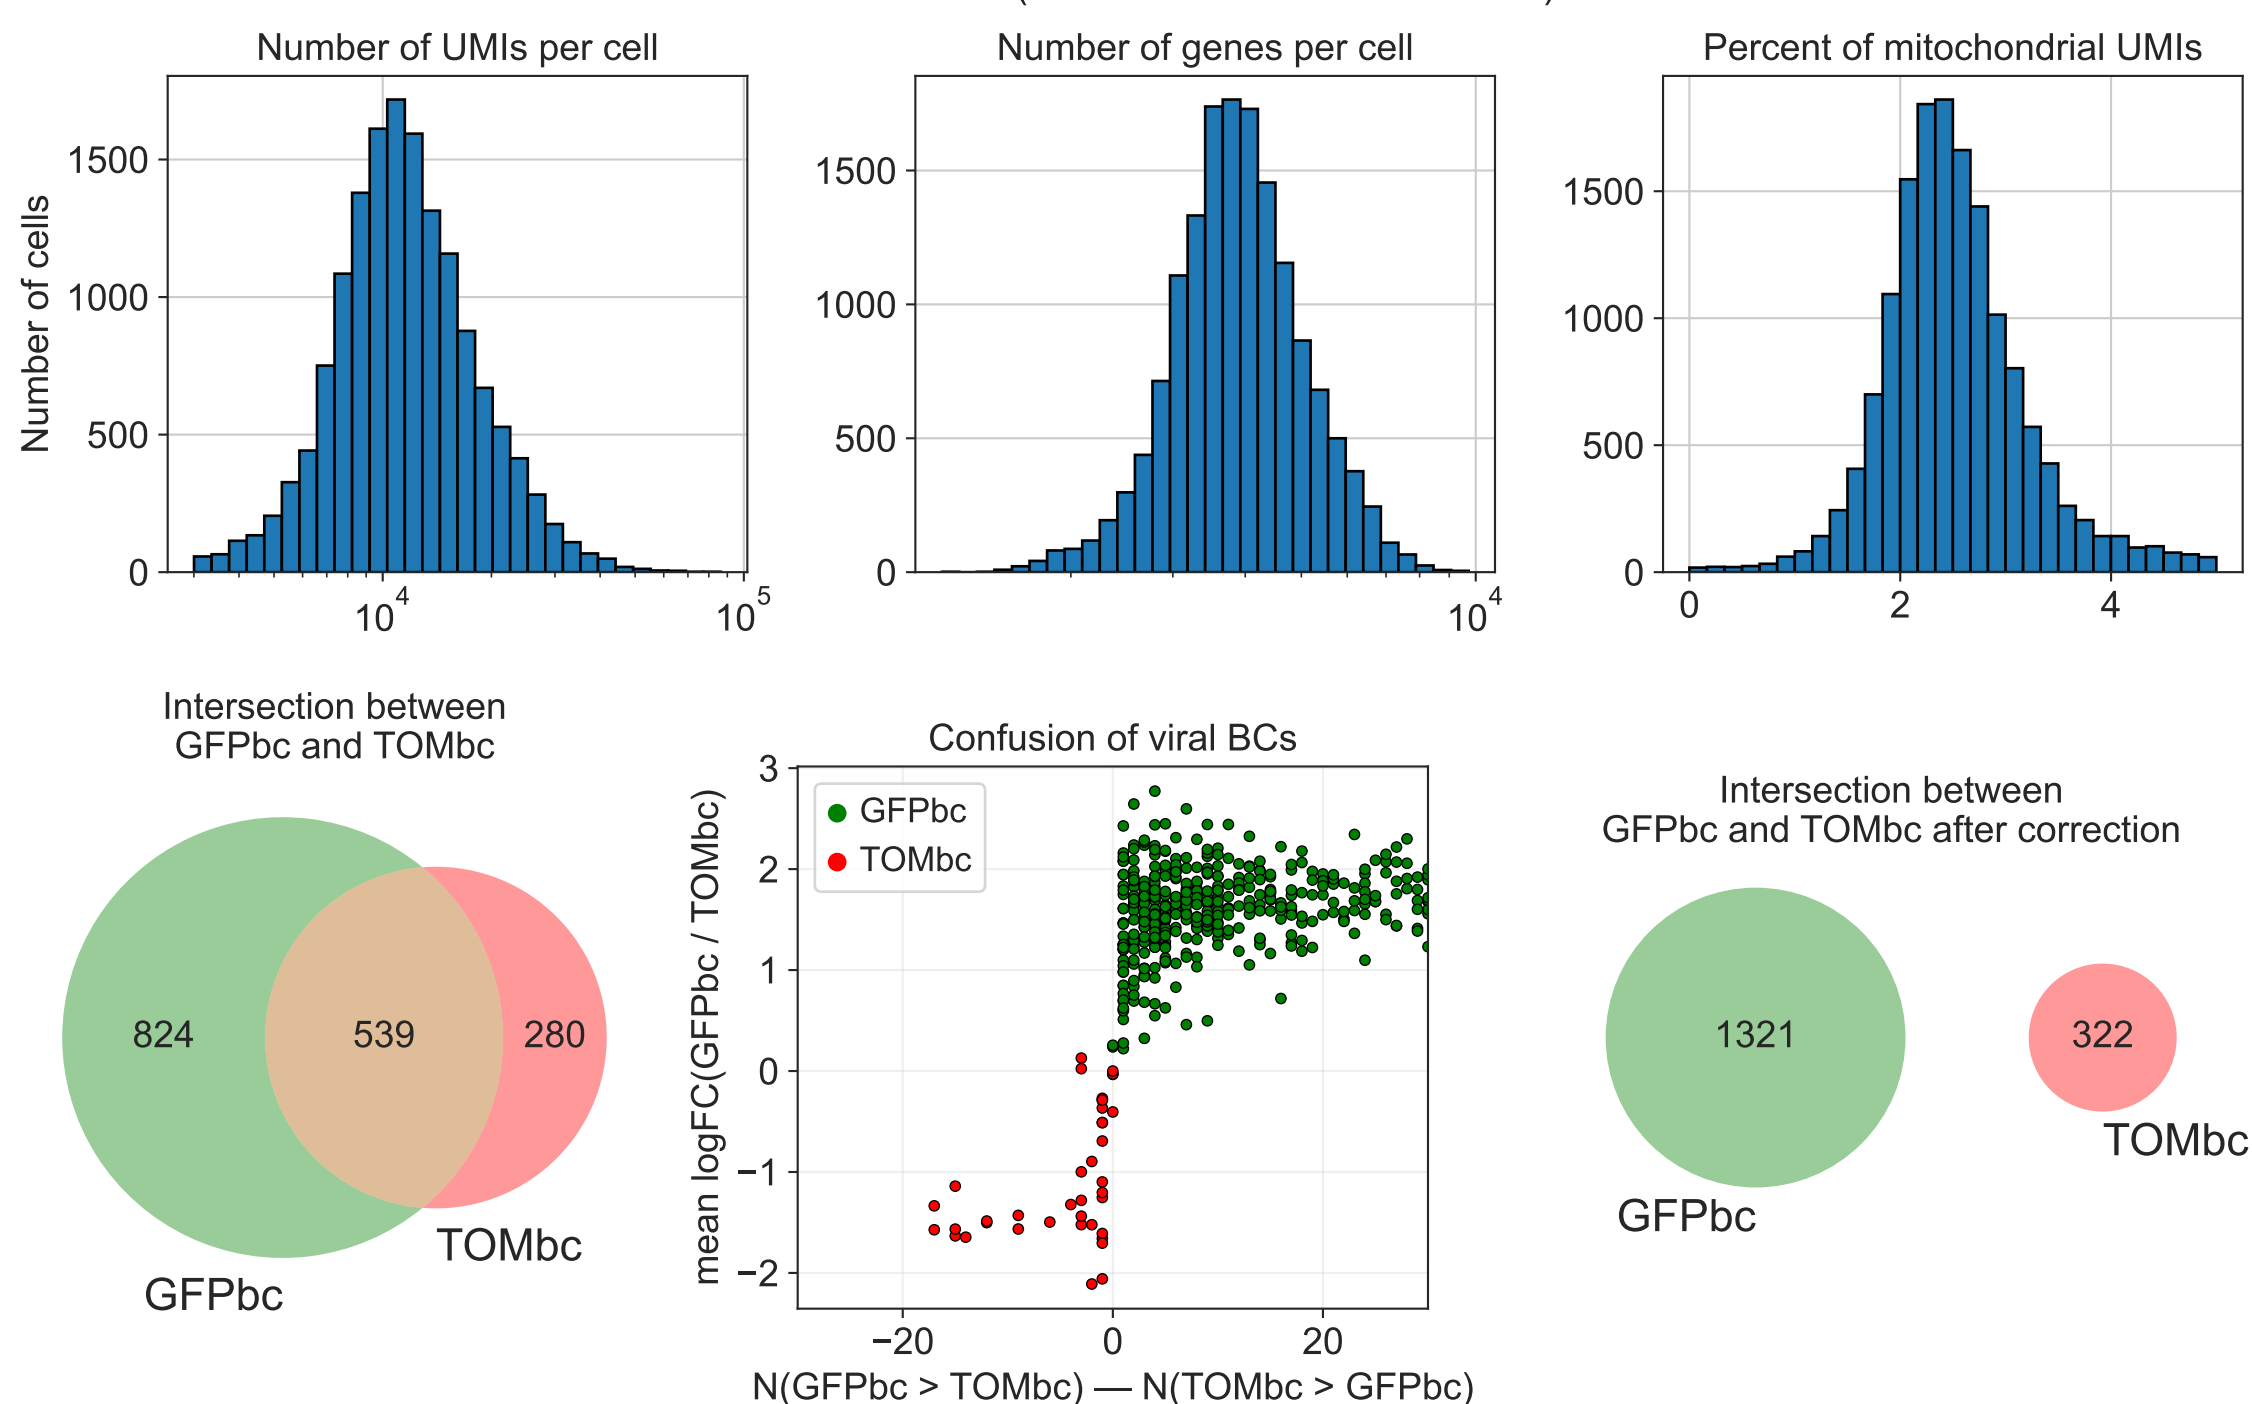 Number of UMIs per cell
Number of cells
1500
1000
500
0
10^4
10^5
Number of genes per cell
1500
1000
500
0
10^4
Percent of mitochondrial UMIs
1500
1000
500
0
0
2
4
Intersection between
GFPbc and TOMbc
824
539
280
TOMbc
GFPbc
Confusion of viral BCs
mean logFC(GFPbc / TOMbc)
3
2
1
0
−1
−2
GFPbc
TOMbc
−20
0
20
N(GFPbc > TOMbc) — N(TOMbc > GFPbc)
Intersection between
GFPbc and TOMbc after correction
1321
322
TOMbc
GFPbc